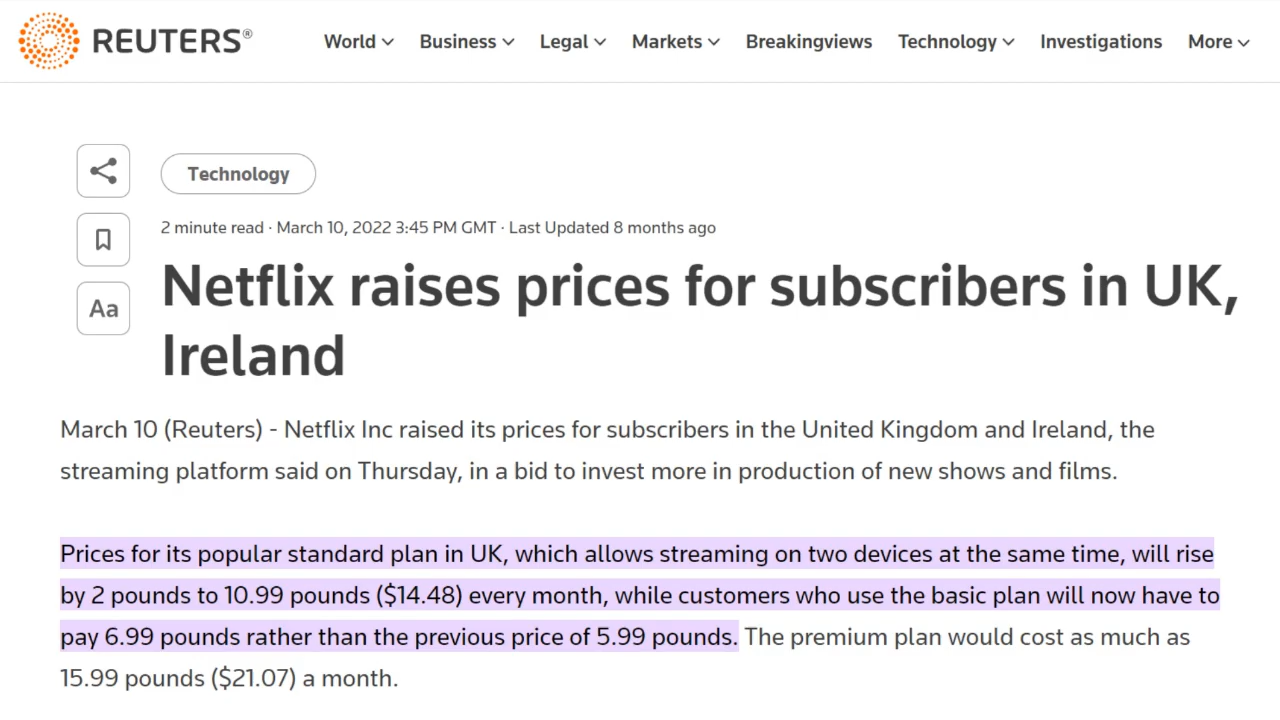 REUTERS®
World Business Legal Markets Breakingviews Technology Investigations More
Technology
2 minute read · March 10, 2022 3:45 PM GMT · Last Updated 8 months ago
Aa
Netflix raises prices for subscribers in UK,
Ireland
March 10 (Reuters) - Netflix Inc raised its prices for subscribers in the United Kingdom and Ireland, the
streaming platform said on Thursday, in a bid to invest more in production of new shows and films.
Prices for its popular standard plan in UK, which allows streaming on two devices at the same time, will rise
by 2 pounds to 10.99 pounds ($14.48) every month, while customers who use the basic plan will now have to
pay 6.99 pounds rather than the previous price of 5.99 pounds. The premium plan would cost as much as
15.99 pounds ($21.07) a month.